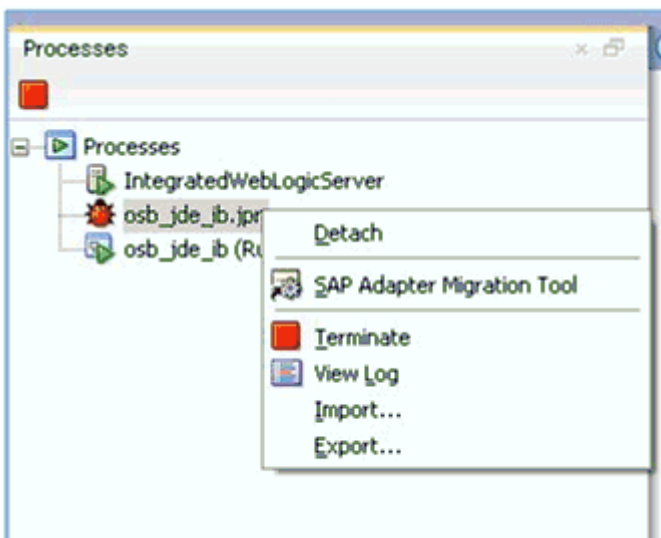 Processes
Processes
IntegratedWebLogicServer
osb_jde_ib.jpr
osb_jde_ib (Ru
Detach
SAP Adapter Migration Tool
Terminate
View Log
Import...
Export...